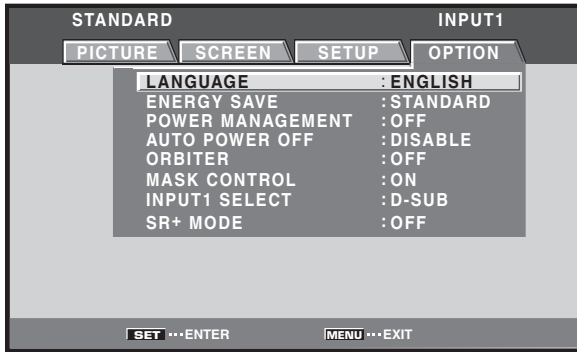 STANDARD INPUT1
PICTURE SCREEN SETUP OPTION
LANGUAGE : ENGLISH
ENERGY SAVE : STANDARD
POWER MANAGEMENT : OFF
AUTO POWER OFF : DISABLE
ORBITER : OFF
MASK CONTROL : ON
INPUT1 SELECT : D-SUB
SR+ MODE : OFF
SET ···ENTER MENU ···EXIT